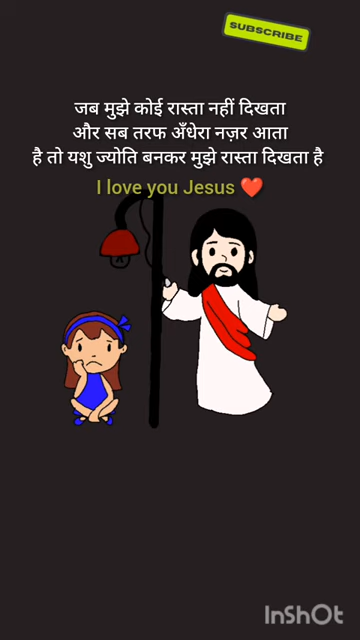 SUBSCRIBE
जब मुझे कोई रास्ता नहीं दिखता
और सब तरफ अँधेरा नज़र आता
है तो यशु ज्योति बनकर मुझे रास्ता दिखता है
I love you Jesus ❤️
InShOt